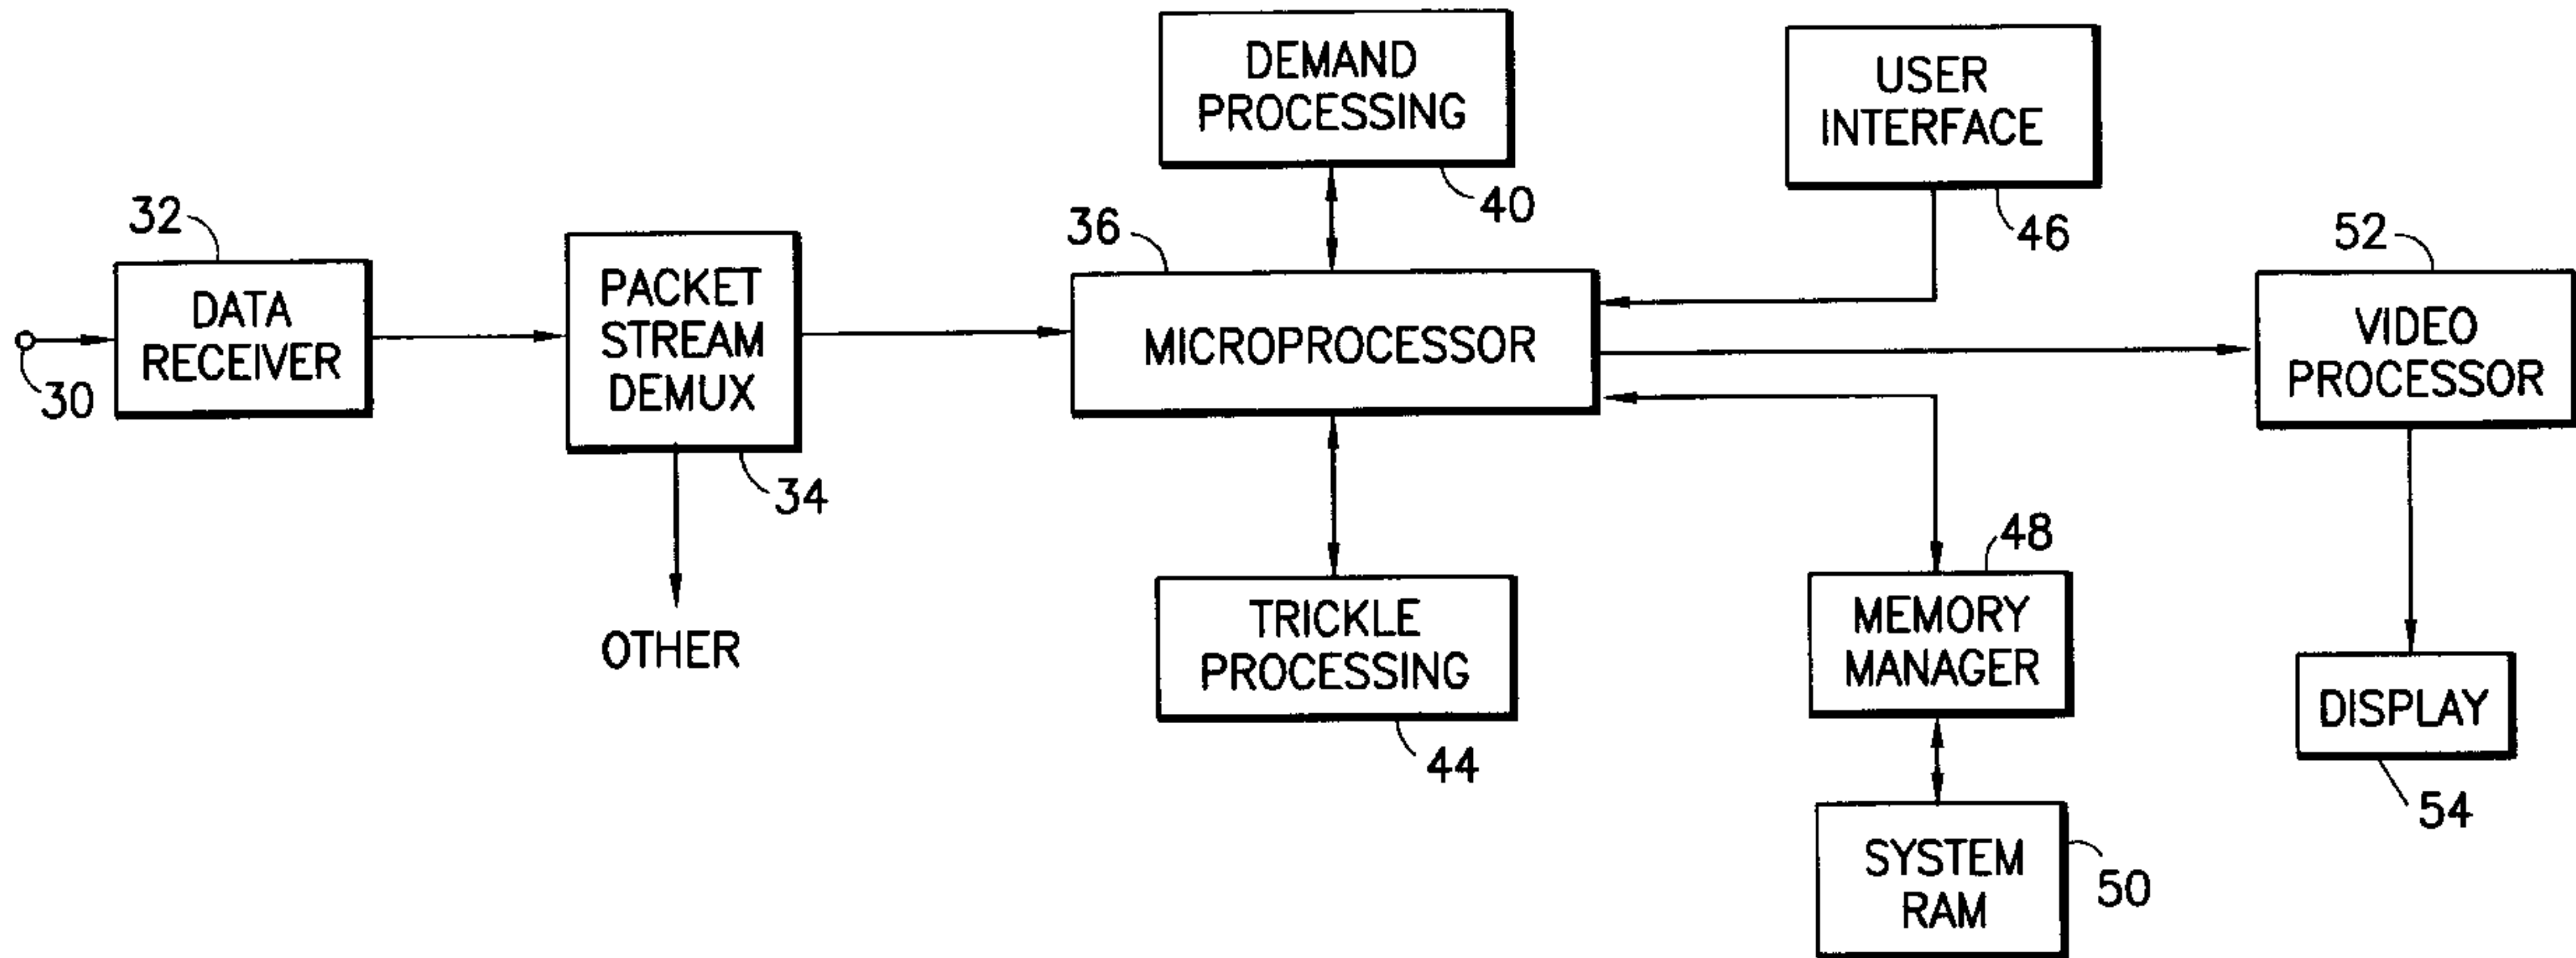 DEMAND
PROCESSING
40
USER
INTERFACE
46
32
DATA
RECEIVER
30
PACKET
STREAM
DEMUX
34
OTHER
36
MICROPROCESSOR
52
VIDEO
PROCESSOR
TRICKLE
PROCESSING
44
48
MEMORY
MANAGER
SYSTEM
RAM
50
DISPLAY
54